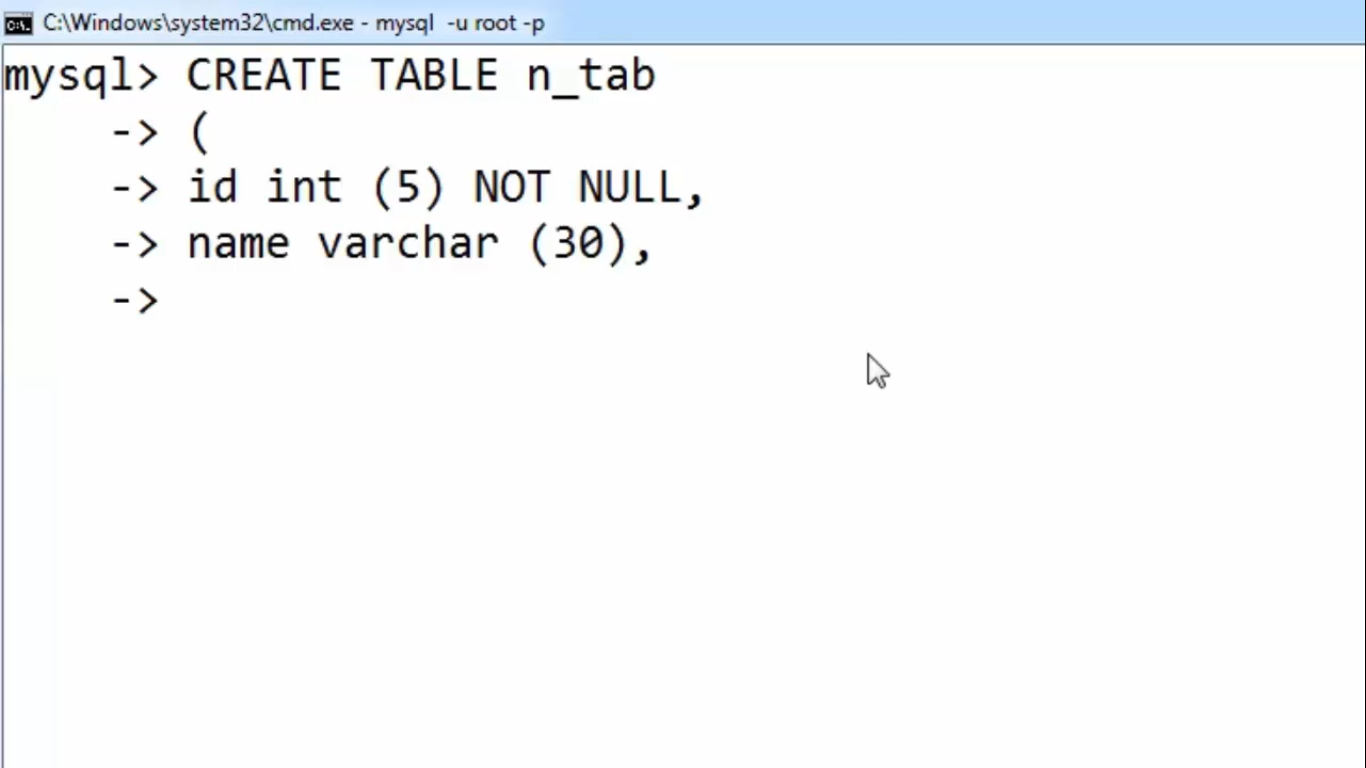 C:\Windows\system32\cmd.exe - mysql  -u root -p
mysql> CREATE TABLE n_tab
    -> (
    -> id int (5) NOT NULL,
    -> name varchar (30),
    ->